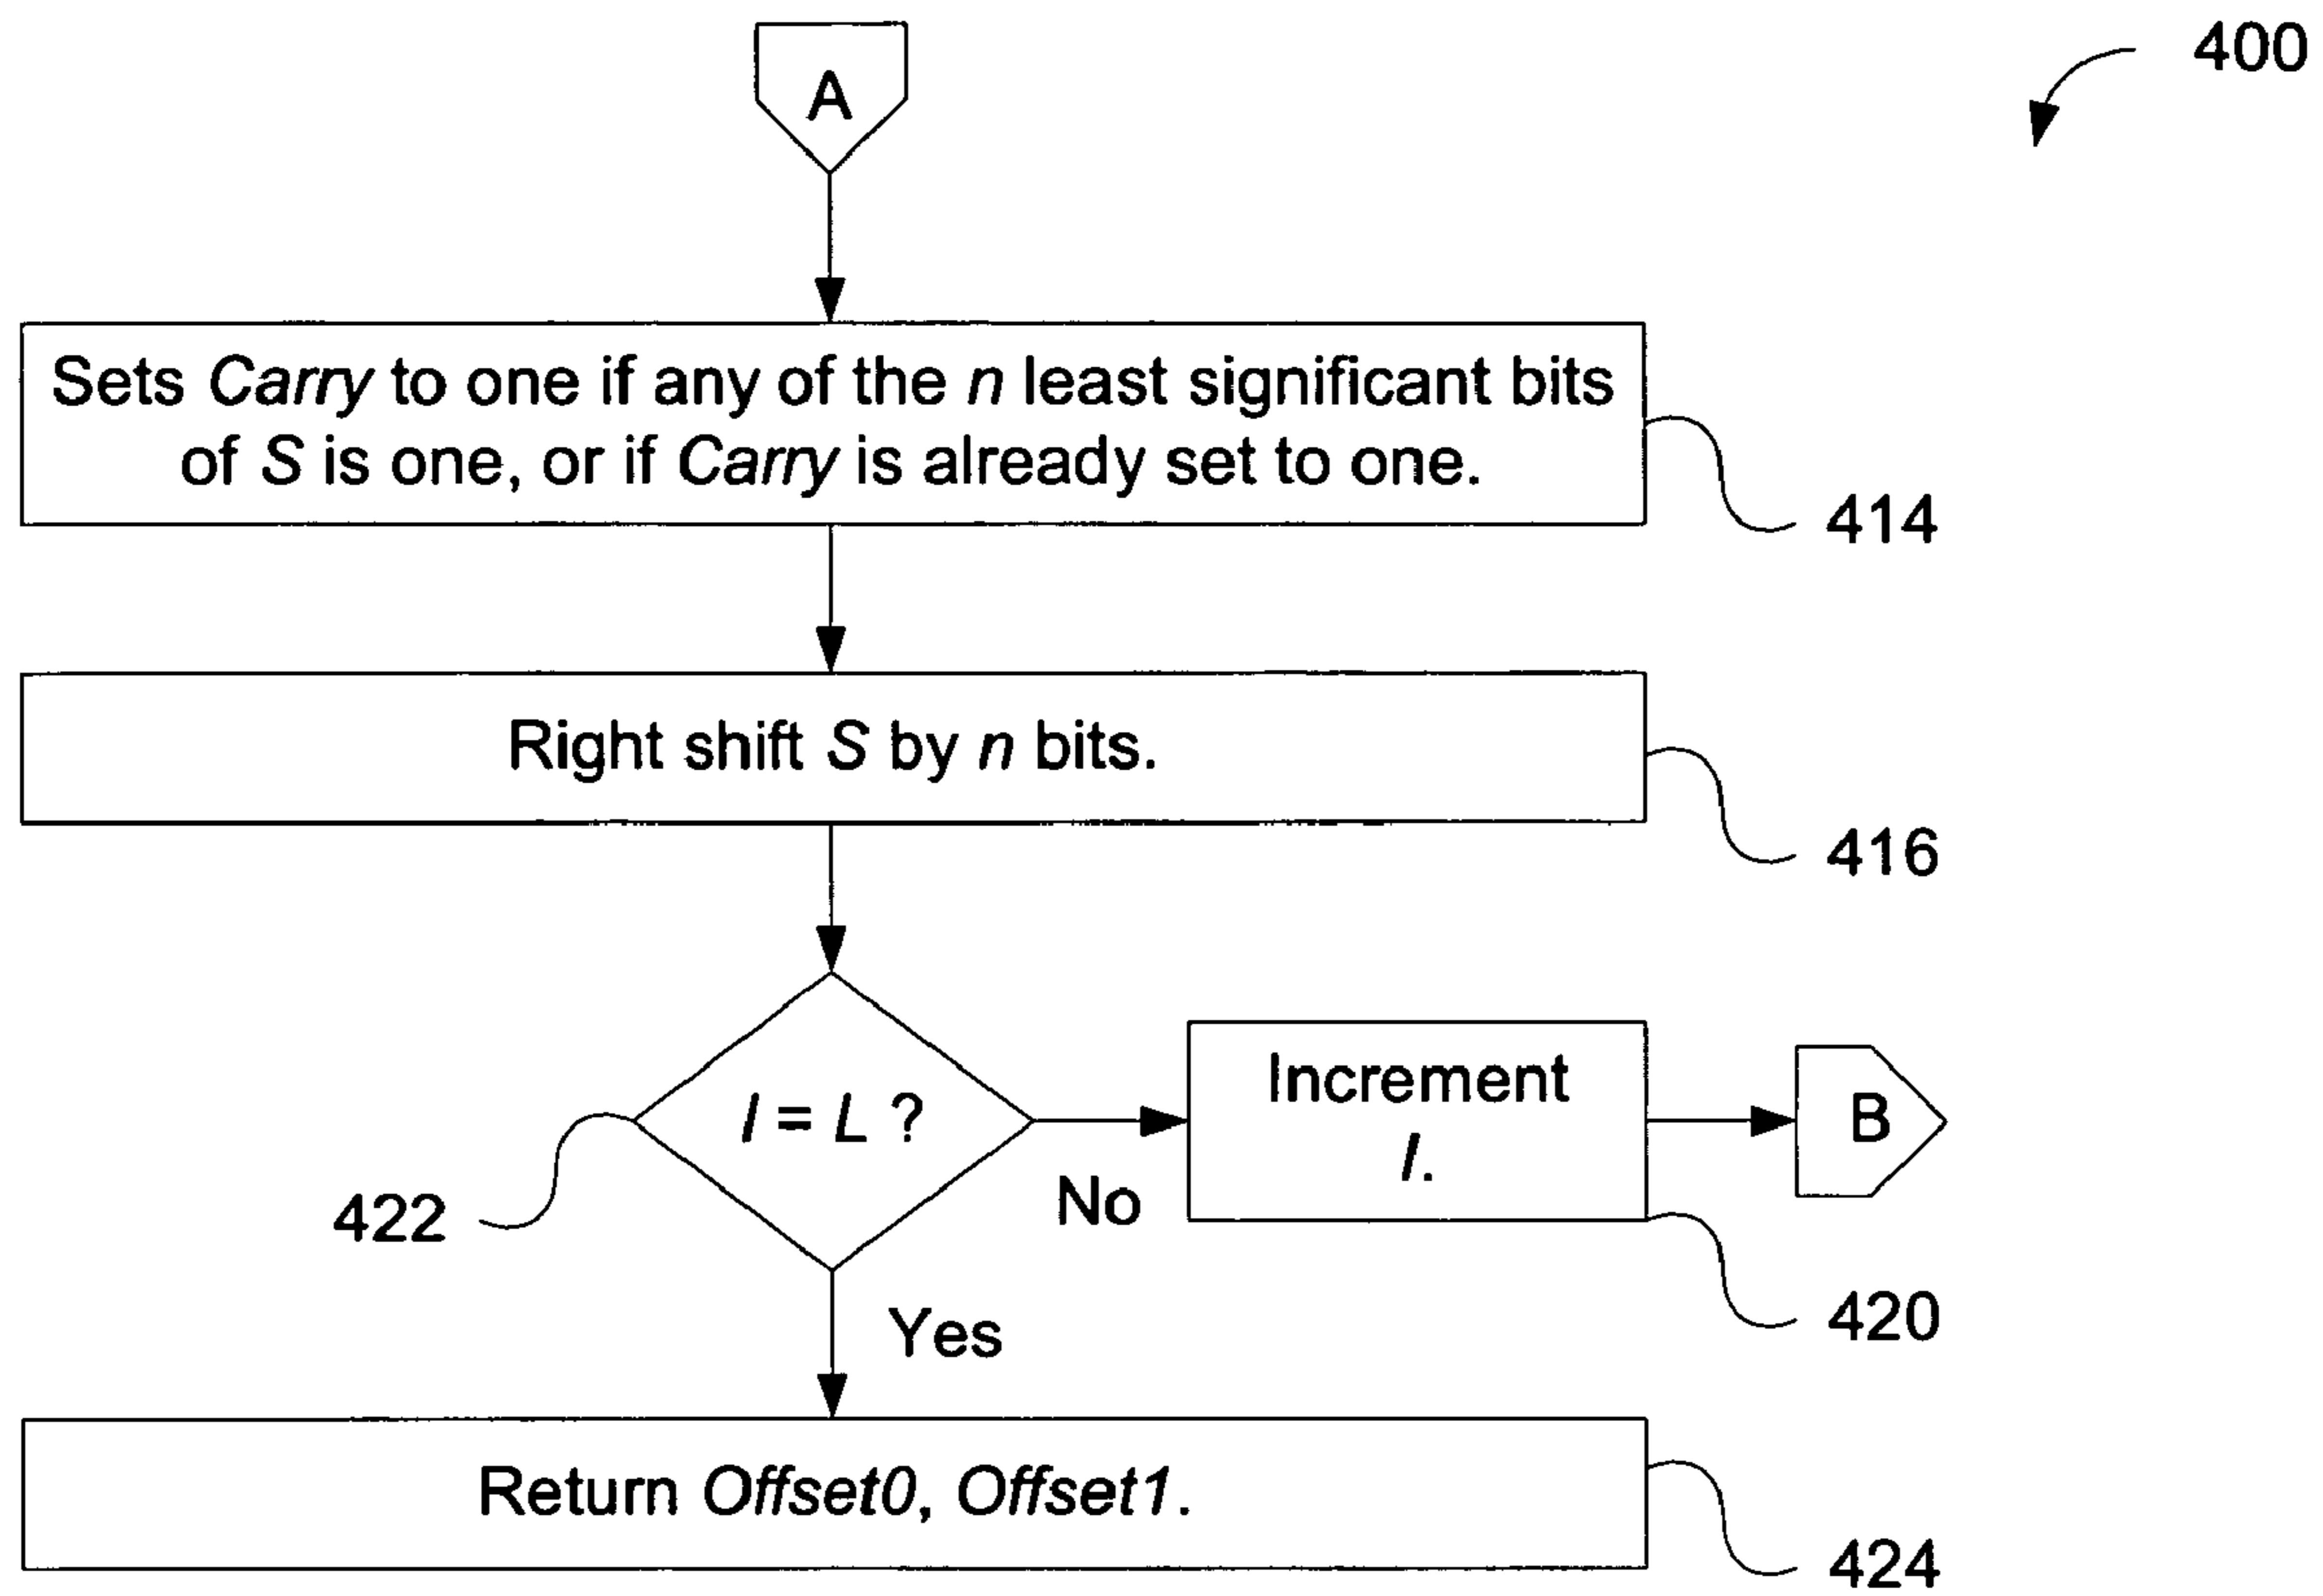 400
A
Sets Carry to one if any of the n least significant bits
of S is one, or if Carry is already set to one.
414
Right shift S by n bits.
416
I = L ?
No
Increment
I.
B
422
420
Yes
Return Offset0, Offset1.
424